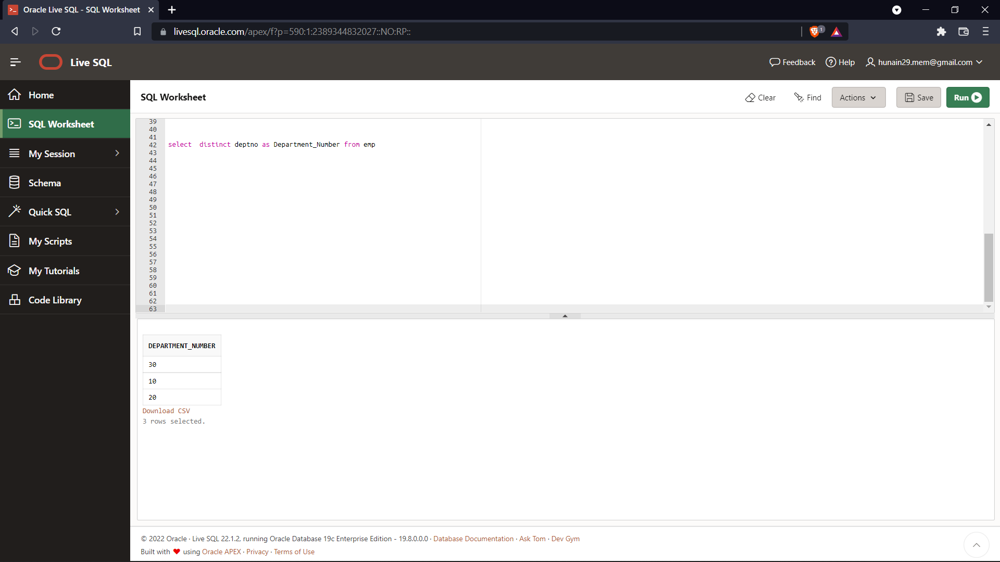 Oracle Live SQL - SQL Worksheet
livesql.oracle.com/apex/f?p=590:1:2389344832027::NO:RP::
1
Live SQL
Feedback
Help
hunain29.mem@gmail.com
Home
SQL Worksheet
My Session
Schema
Quick SQL
My Scripts
My Tutorials
Code Library
SQL Worksheet
Clear
Find
Actions
Save
Run
39
40
41
42 select  distinct deptno as Department_Number from emp
43
44
45
46
47
48
49
50
51
52
53
54
55
56
57
58
59
60
61
62
63
DEPARTMENT_NUMBER
30
10
20
Download CSV
3 rows selected.
© 2022 Oracle · Live SQL 22.1.2, running Oracle Database 19c Enterprise Edition - 19.8.0.0.0 · Database Documentation · Ask Tom · Dev Gym
Built with ❤ using Oracle APEX · Privacy · Terms of Use